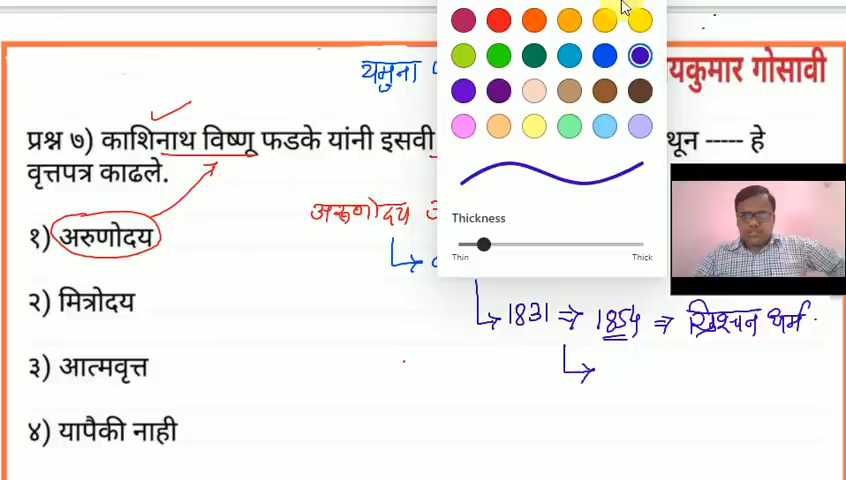 यमुना
यकुमार गोसावी
प्रश्न ७) काशिनाथ विष्णू फडके यांनी इसवी थून ----- हे
वृत्तपत्र काढले.
१) अरुणोदय
अरूणोदय
२) मित्रोदय
1831 ⇒ 1854 ⇒ ख्रिश्चन धर्म
३) आत्मवृत्त
४) यापैकी नाही
Thickness
Thin Thick